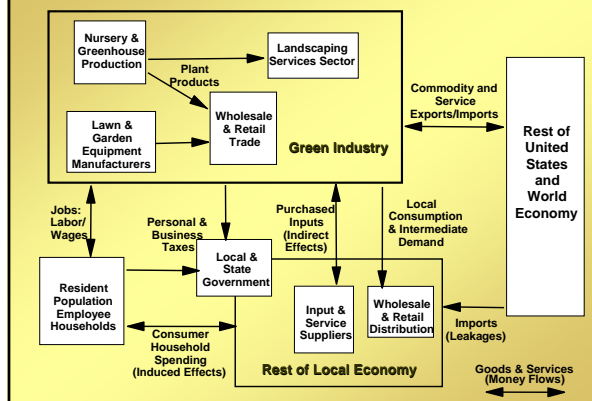 Nursery &
Greenhouse
Production
Landscaping
Services Sector
Plant
Products
Lawn &
Garden
Equipment
Manufacturers
Wholesale
& Retail
Trade
Green Industry
Commodity and
Service
Exports/Imports
Rest of
United
States
and
World
Economy
Jobs:
Labor/
Wages
Personal &
Business
Taxes
Purchased
Inputs
(Indirect
Effects)
Local
Consumption
& Intermediate
Demand
Local &
State
Government
Resident
Population
Employee
Households
Input &
Service
Suppliers
Wholesale
& Retail
Distribution
Imports
(Leakages)
Consumer
Household
Spending
(Induced Effects)
Rest of Local Economy
Goods & Services
(Money Flows)